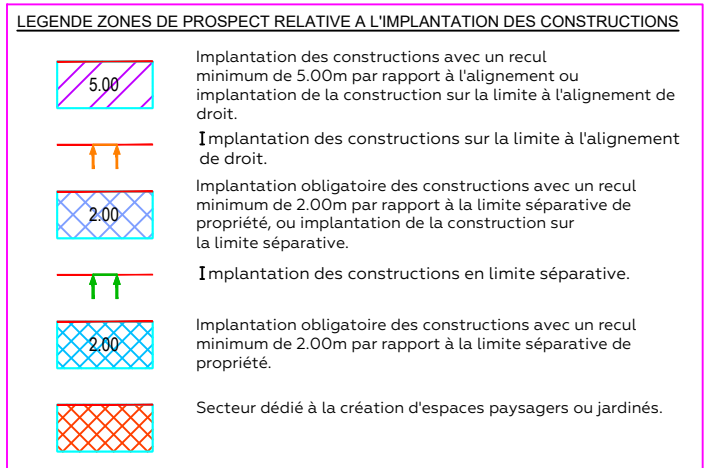 LEGENDE ZONES DE PROSPECT RELATIVE A L'IMPLANTATION DES CONSTRUCTIONS
5.00
Implantation des constructions avec un recul
minimum de 5.00m par rapport à l'alignement ou
implantation de la construction sur la limite à l'alignement de
droit.
Implantation des constructions sur la limite à l'alignement
de droit.
2.00
Implantation obligatoire des constructions avec un recul
minimum de 2.00m par rapport à la limite séparative de
propriété, ou implantation de la construction sur
la limite séparative.
Implantation des constructions en limite séparative.
2.00
Implantation obligatoire des constructions avec un recul
minimum de 2.00m par rapport à la limite séparative de
propriété.
Secteur dédié à la création d'espaces paysagers ou jardinés.